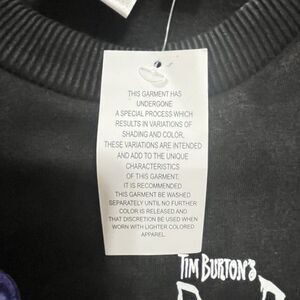 THIS GARMENT HAS
UNDERGONE
A SPECIAL PROCESS WHICH
RESULTS IN VARIATIONS OF
SHADING AND COLOR,
THESE VARIATIONS ARE INTENDED
AND ADD TO THE UNIQUE
CHARACTERISTICS
OF THIS GARMENT.
IT IS RECOMMENDED
THIS GARMENT BE WASHED
SEPARATELY UNTIL NO FURTHER
COLOR IS RELEASED AND
THAT DISCRETION BE USED WHEN
WORN WITH LIGHTER COLORED
APPAREL.
TIM BURTON'S